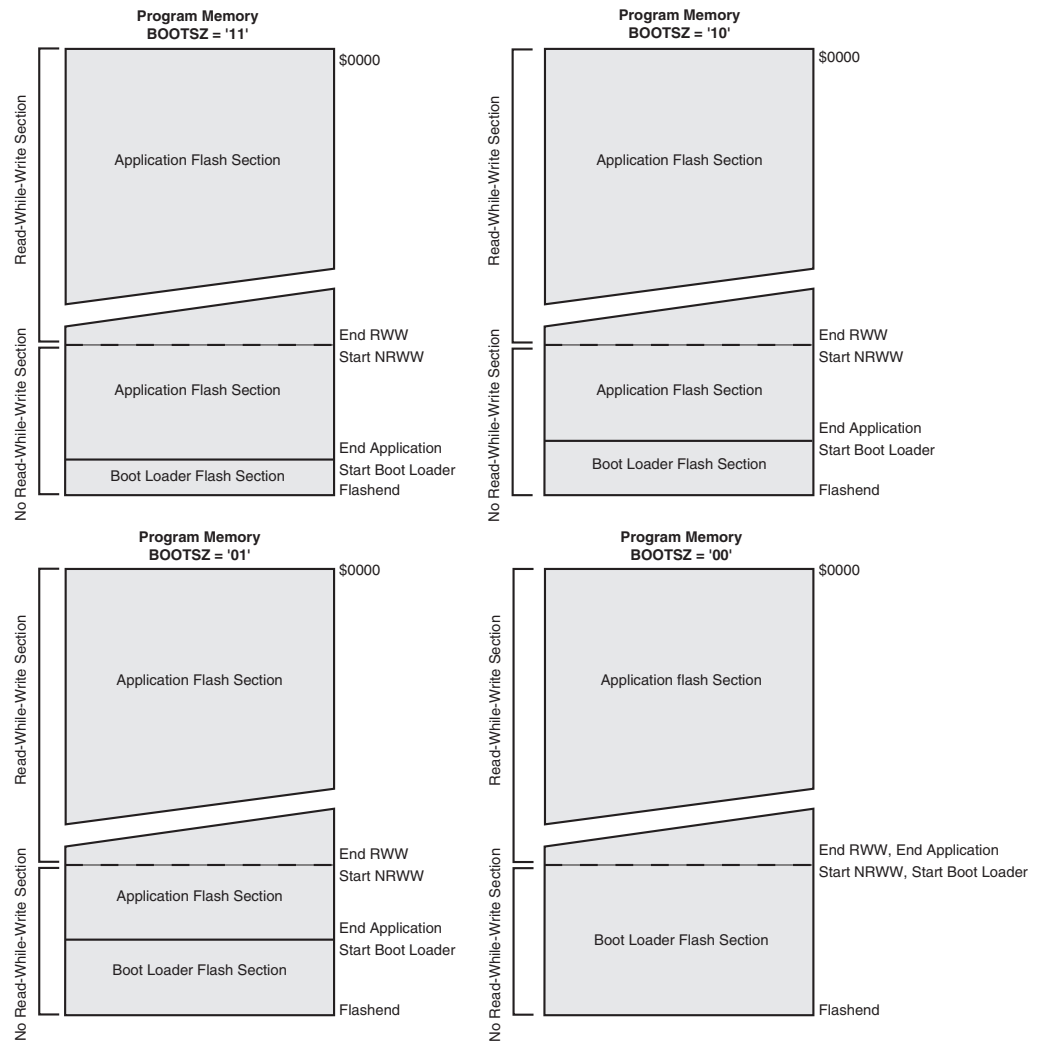 Program Memory
BOOTSZ = '11'
$0000
Read-While-Write Section
Application Flash Section
End RWW
Start NRWW
No Read-While-Write Section
Application Flash Section
End Application
Start Boot Loader
Boot Loader Flash Section
Flashend
Program Memory
BOOTSZ = '10'
$0000
Read-While-Write Section
Application Flash Section
End RWW
Start NRWW
No Read-While-Write Section
Application Flash Section
End Application
Start Boot Loader
Boot Loader Flash Section
Flashend
Program Memory
BOOTSZ = '01'
$0000
Read-While-Write Section
Application Flash Section
End RWW
Start NRWW
No Read-While-Write Section
Application Flash Section
End Application
Start Boot Loader
Boot Loader Flash Section
Flashend
Program Memory
BOOTSZ = '00'
$0000
Read-While-Write Section
Application flash Section
End RWW, End Application
Start NRWW, Start Boot Loader
No Read-While-Write Section
Boot Loader Flash Section
Flashend